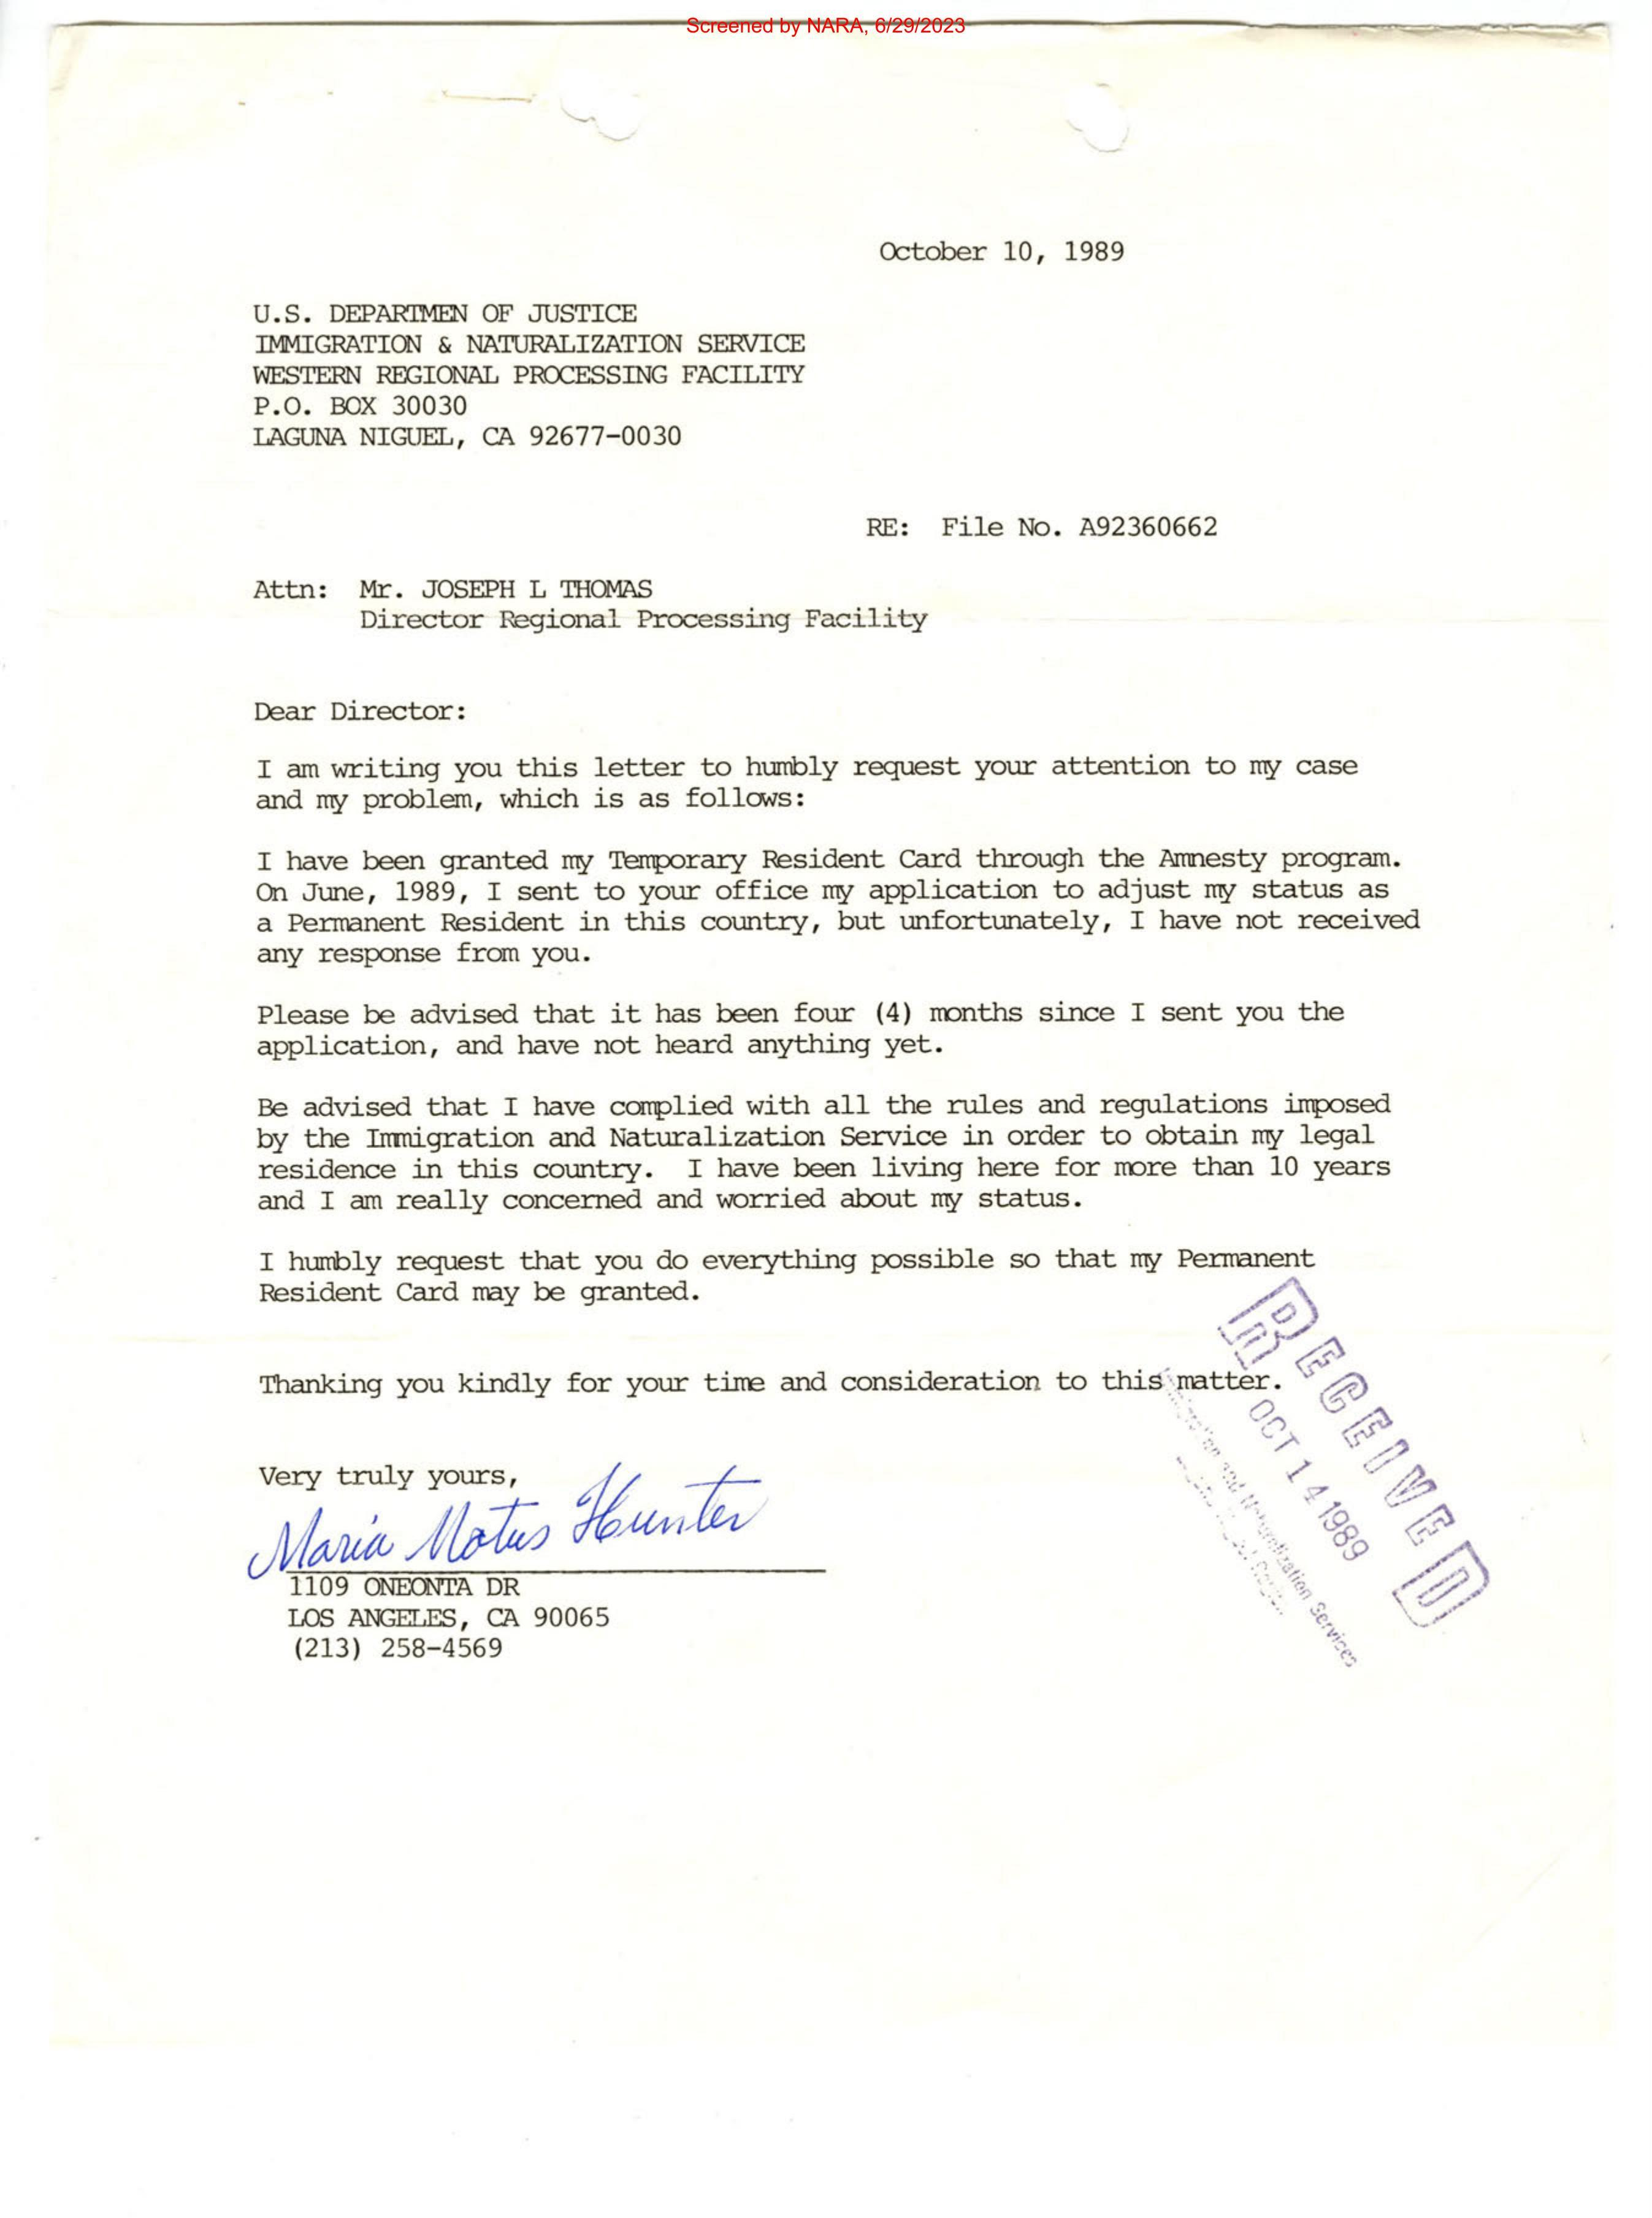 Screened by NARA, 6/29/2023
October 10, 1989
U.S. DEPARTMEN OF JUSTICE
IMMIGRATION & NATURALIZATION SERVICE
WESTERN REGIONAL PROCESSING FACILITY
P.O. BOX 30030
LAGUNA NIGUEL, CA 92677-0030
RE: File No. A92360662
Attn: Mr. JOSEPH L THOMAS
Director Regional Processing Facility
Dear Director:
I am writing you this letter to humbly request your attention to my case
and my problem, which is as follows:
I have been granted my Temporary Resident Card through the Amnesty program.
On June, 1989, I sent to your office my application to adjust my status as
a Permanent Resident in this country, but unfortunately, I have not received
any response from you.
Please be advised that it has been four (4) months since I sent you the
application, and have not heard anything yet.
Be advised that I have complied with all the rules and regulations imposed
by the Immigration and Naturalization Service in order to obtain my legal
residence in this country. I have been living here for more than 10 years
and I am really concerned and worried about my status.
I humbly request that you do everything possible so that my Permanent
Resident Card may be granted.
Thanking you kindly for your time and consideration to this matter.
Very truly yours,
Maria Matus Hunter
1109 ONEONTA DR
LOS ANGELES, CA 90065
(213) 258-4569
RECEIVED
OCT 14 1989
Immigration and Naturalization Services